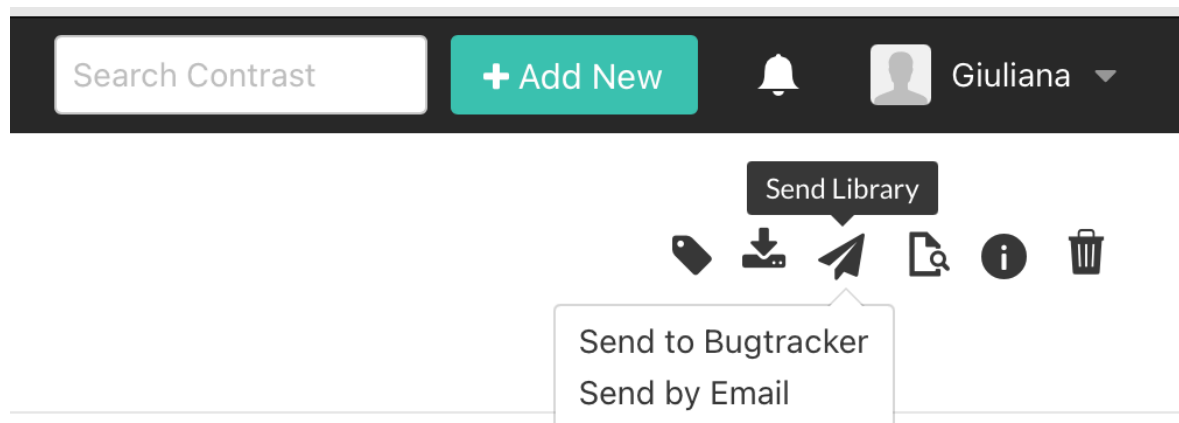 Search Contrast
+ Add New
Giuliana
Send Library
Send to Bugtracker
Send by Email